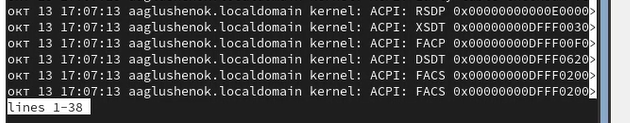 окт 13 17:07:13 aaglushenok.localdomain kernel: ACPI: RSDP 0x00000000000E0000>
окт 13 17:07:13 aaglushenok.localdomain kernel: ACPI: XSDT 0x00000000DFFF0030>
окт 13 17:07:13 aaglushenok.localdomain kernel: ACPI: FACP 0x00000000DFFF00F0>
окт 13 17:07:13 aaglushenok.localdomain kernel: ACPI: DSDT 0x00000000DFFF0620>
окт 13 17:07:13 aaglushenok.localdomain kernel: ACPI: FACS 0x00000000DFFF0200>
окт 13 17:07:13 aaglushenok.localdomain kernel: ACPI: FACS 0x00000000DFFF0200>
lines 1-38